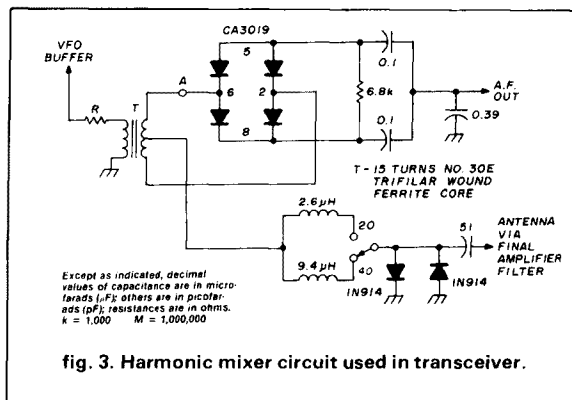 CA3019
VFO
BUFFER
5
0.1
A
R
T
6
2
6.8k
A.F.
OUT
8
0.1
0.39
T-15 TURNS NO. 30E
TRIFILAR WOUND
FERRITE CORE
2.6μH
20
9.4μH
40
51
ANTENNA
VIA
FINAL
AMPLIFIER
FILTER
1N914
1N914
Except as indicated, decimal
values of capacitance are in micro-
farads (μF); others are in picofar-
ads (pF); resistances are in ohms.
k = 1,000 M = 1,000,000
fig. 3. Harmonic mixer circuit used in transceiver.